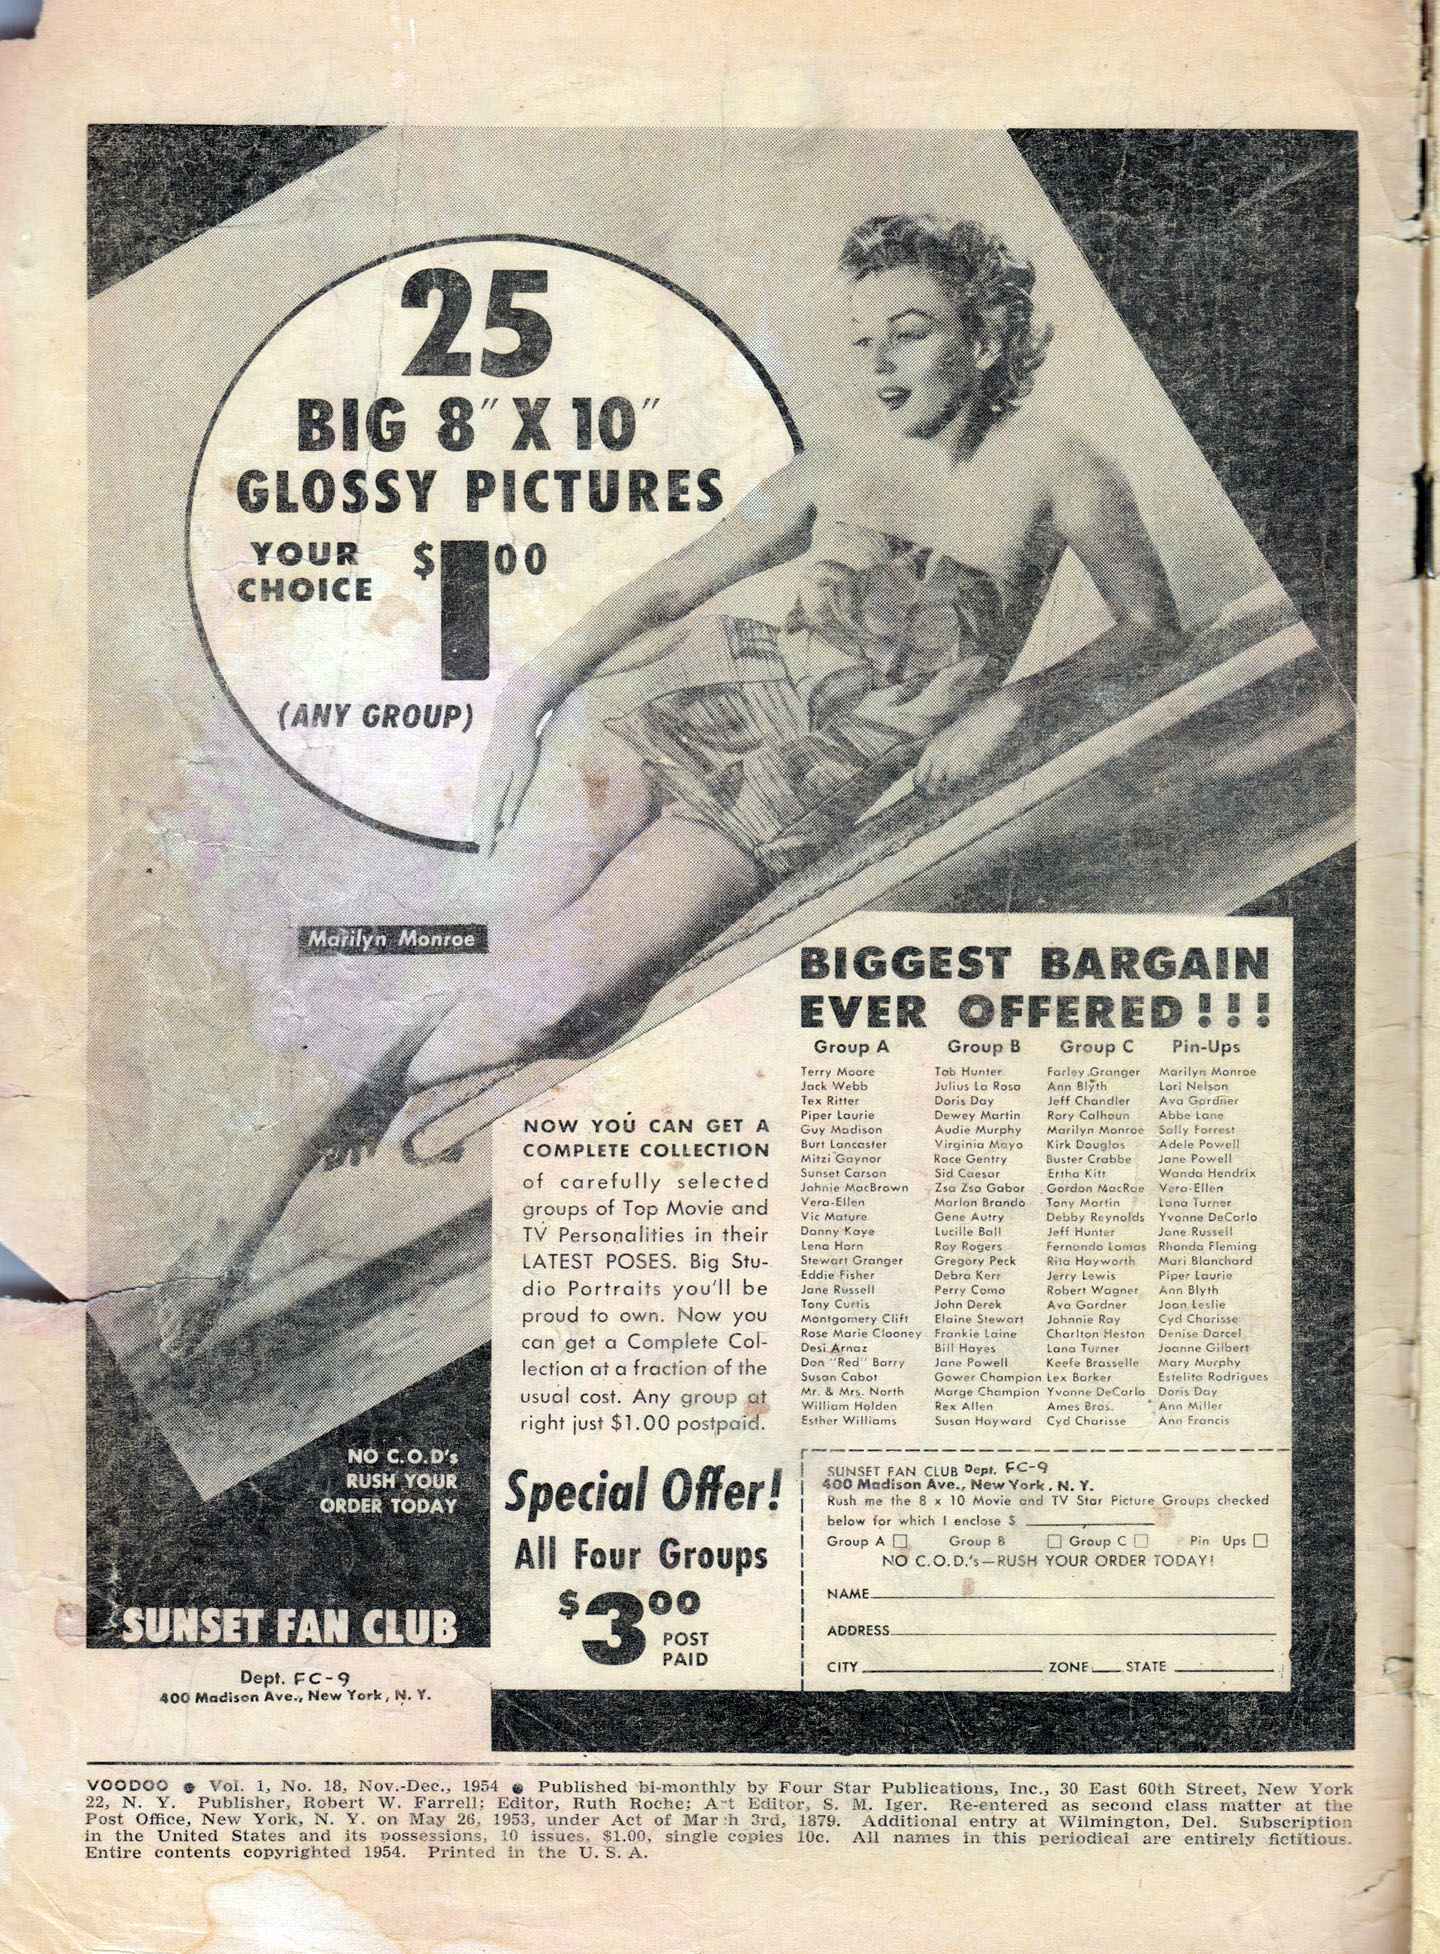 25
BIG 8" X 10"
GLOSSY PICTURES
YOUR CHOICE $1.00
(ANY GROUP)
Marilyn Monroe
BIGGEST BARGAIN
EVER OFFERED!!!
Group A
Terry Moore
Jack Webb
Tex Ritter
Piper Laurie
Guy Madison
Burt Lancaster
Mitzi Gaynor
Sunset Carson
Johnie MacBrown
Vera-Ellen
Vic Mature
Danny Kaye
Lena Horn
Stewart Granger
Eddie Fisher
Jane Russell
Tony Curtis
Montgomery Clift
Rose Marie Clooney
Desi Arnaz
Don "Red" Barry
Susan Cabot
Mr. & Mrs. North
William Holden
Esther Williams
Group B
Tab Hunter
Julius La Rosa
Doris Day
Dewey Martin
Audie Murphy
Virginia Mayo
Race Gentry
Sid Caesar
Zsa Zsa Gabor
Marlon Brando
Gene Autry
Lucille Ball
Roy Rogers
Gregory Peck
Debra Kerr
Perry Como
John Derek
Elaine Stewart
Frankie Laine
Bill Hayes
Jane Powell
Gower Champion
Marge Champion
Rex Allen
Susan Hayward
Group C
Farley Granger
Ann Blyth
Jeff Chandler
Rory Calhoun
Marilyn Monroe
Kirk Douglas
Buster Crabbe
Ertha Kitt
Gordon MacRae
Tony Martin
Debby Reynolds
Jeff Hunter
Fernando Lamas
Rita Hayworth
Jerry Lewis
Robert Wagner
Ava Gardner
Johnnie Ray
Charlton Heston
Lana Turner
Keefe Brasselle
Lex Barker
Yvonne DeCarlo
Ames Bros.
Cyd Charisse
Pin-Ups
Marilyn Monroe
Lori Nelson
Ava Gardner
Abbe Lane
Sally Forrest
Adele Powell
Jane Powell
Wanda Hendrix
Vera-Ellen
Lana Turner
Yvonne DeCarlo
Jane Russell
Rhonda Fleming
Mari Blanchard
Piper Laurie
Ann Blyth
Joan Leslie
Cyd Charisse
Denise Darcel
Joanne Gilbert
Mary Murphy
Estelita Rodrigues
Doris Day
Ann Miller
Ann Francis
NOW YOU CAN GET A
COMPLETE COLLECTION
of carefully selected
groups of Top Movie and
TV Personalities in their
LATEST POSES. Big Stu-
dio Portraits you'll be
proud to own. Now you
can get a Complete Col-
lection at a fraction of the
usual cost. Any group at
right just $1.00 postpaid.
NO C.O.D's
RUSH YOUR
ORDER TODAY
SUNSET FAN CLUB
Dept. FC-9
400 Madison Ave., New York, N. Y.
Special Offer!
All Four Groups
$3.00 POST PAID
SUNSET FAN CLUB Dept. FC-9
400 Madison Ave., New York, N. Y.
Rush me the 8 x 10 Movie and TV Star Picture Groups checked
below for which I enclose $
Group A Group B Group C Pin Ups
NO C.O.D.'s—RUSH YOUR ORDER TODAY!
NAME
ADDRESS
CITY ZONE STATE
VOODOO ● Vol. 1, No. 18, Nov.-Dec., 1954 ● Published bi-monthly by Four Star Publications, Inc., 30 East 60th Street, New York
22, N. Y. Publisher, Robert W. Farrell; Editor, Ruth Roche; Art Editor, S. M. Iger. Re-entered as second class matter at the
Post Office, New York, N. Y. on May 26, 1953, under Act of March 3rd, 1879. Additional entry at Wilmington, Del. Subscription
in the United States and its possessions, 10 issues, $1.00, single copies 10c. All names in this periodical are entirely fictitious.
Entire contents copyrighted 1954. Printed in the U. S. A.